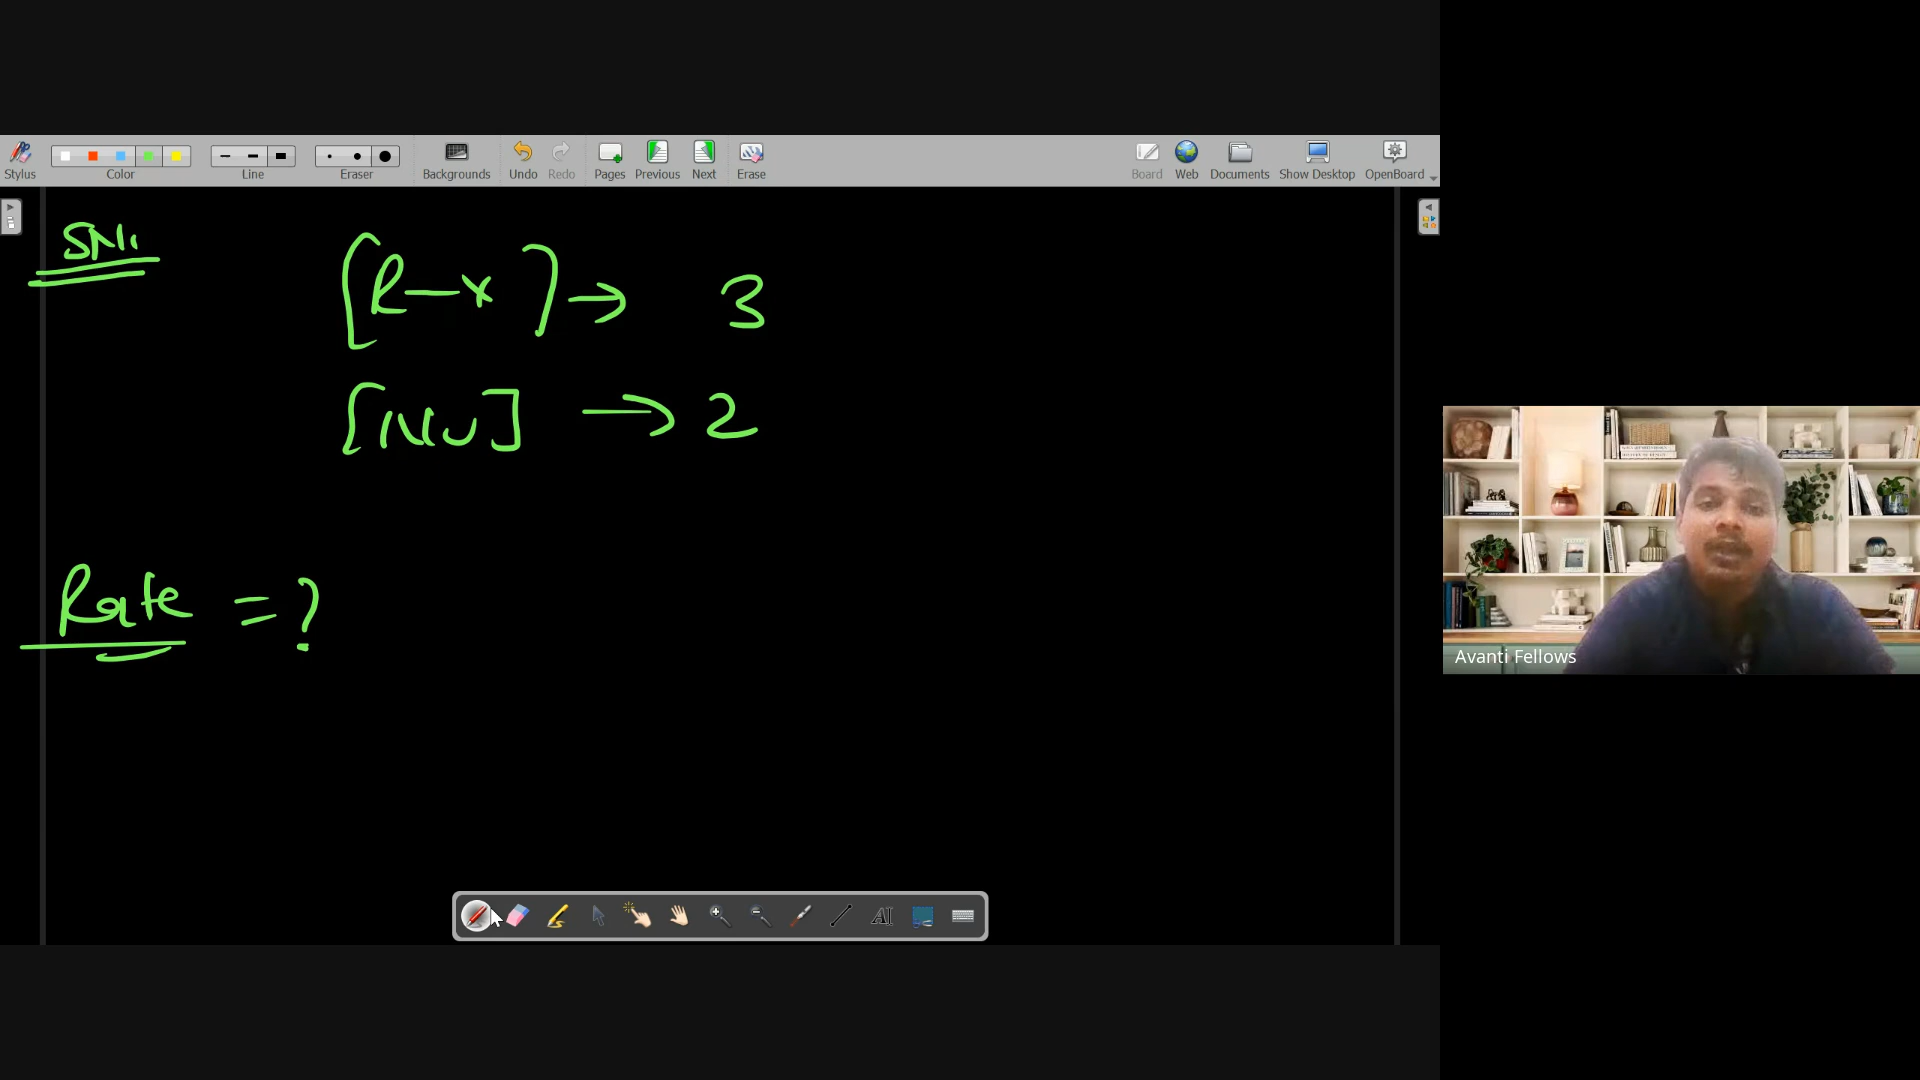 Stylus
Color
Line
Eraser
Backgrounds
Undo
Redo
Pages
Previous
Next
Erase
Board
Web
Documents
Show Desktop
OpenBoard
SN1
[R-x] → 3
[Nu] → 2
Rate = ?
AI
Avanti Fellows